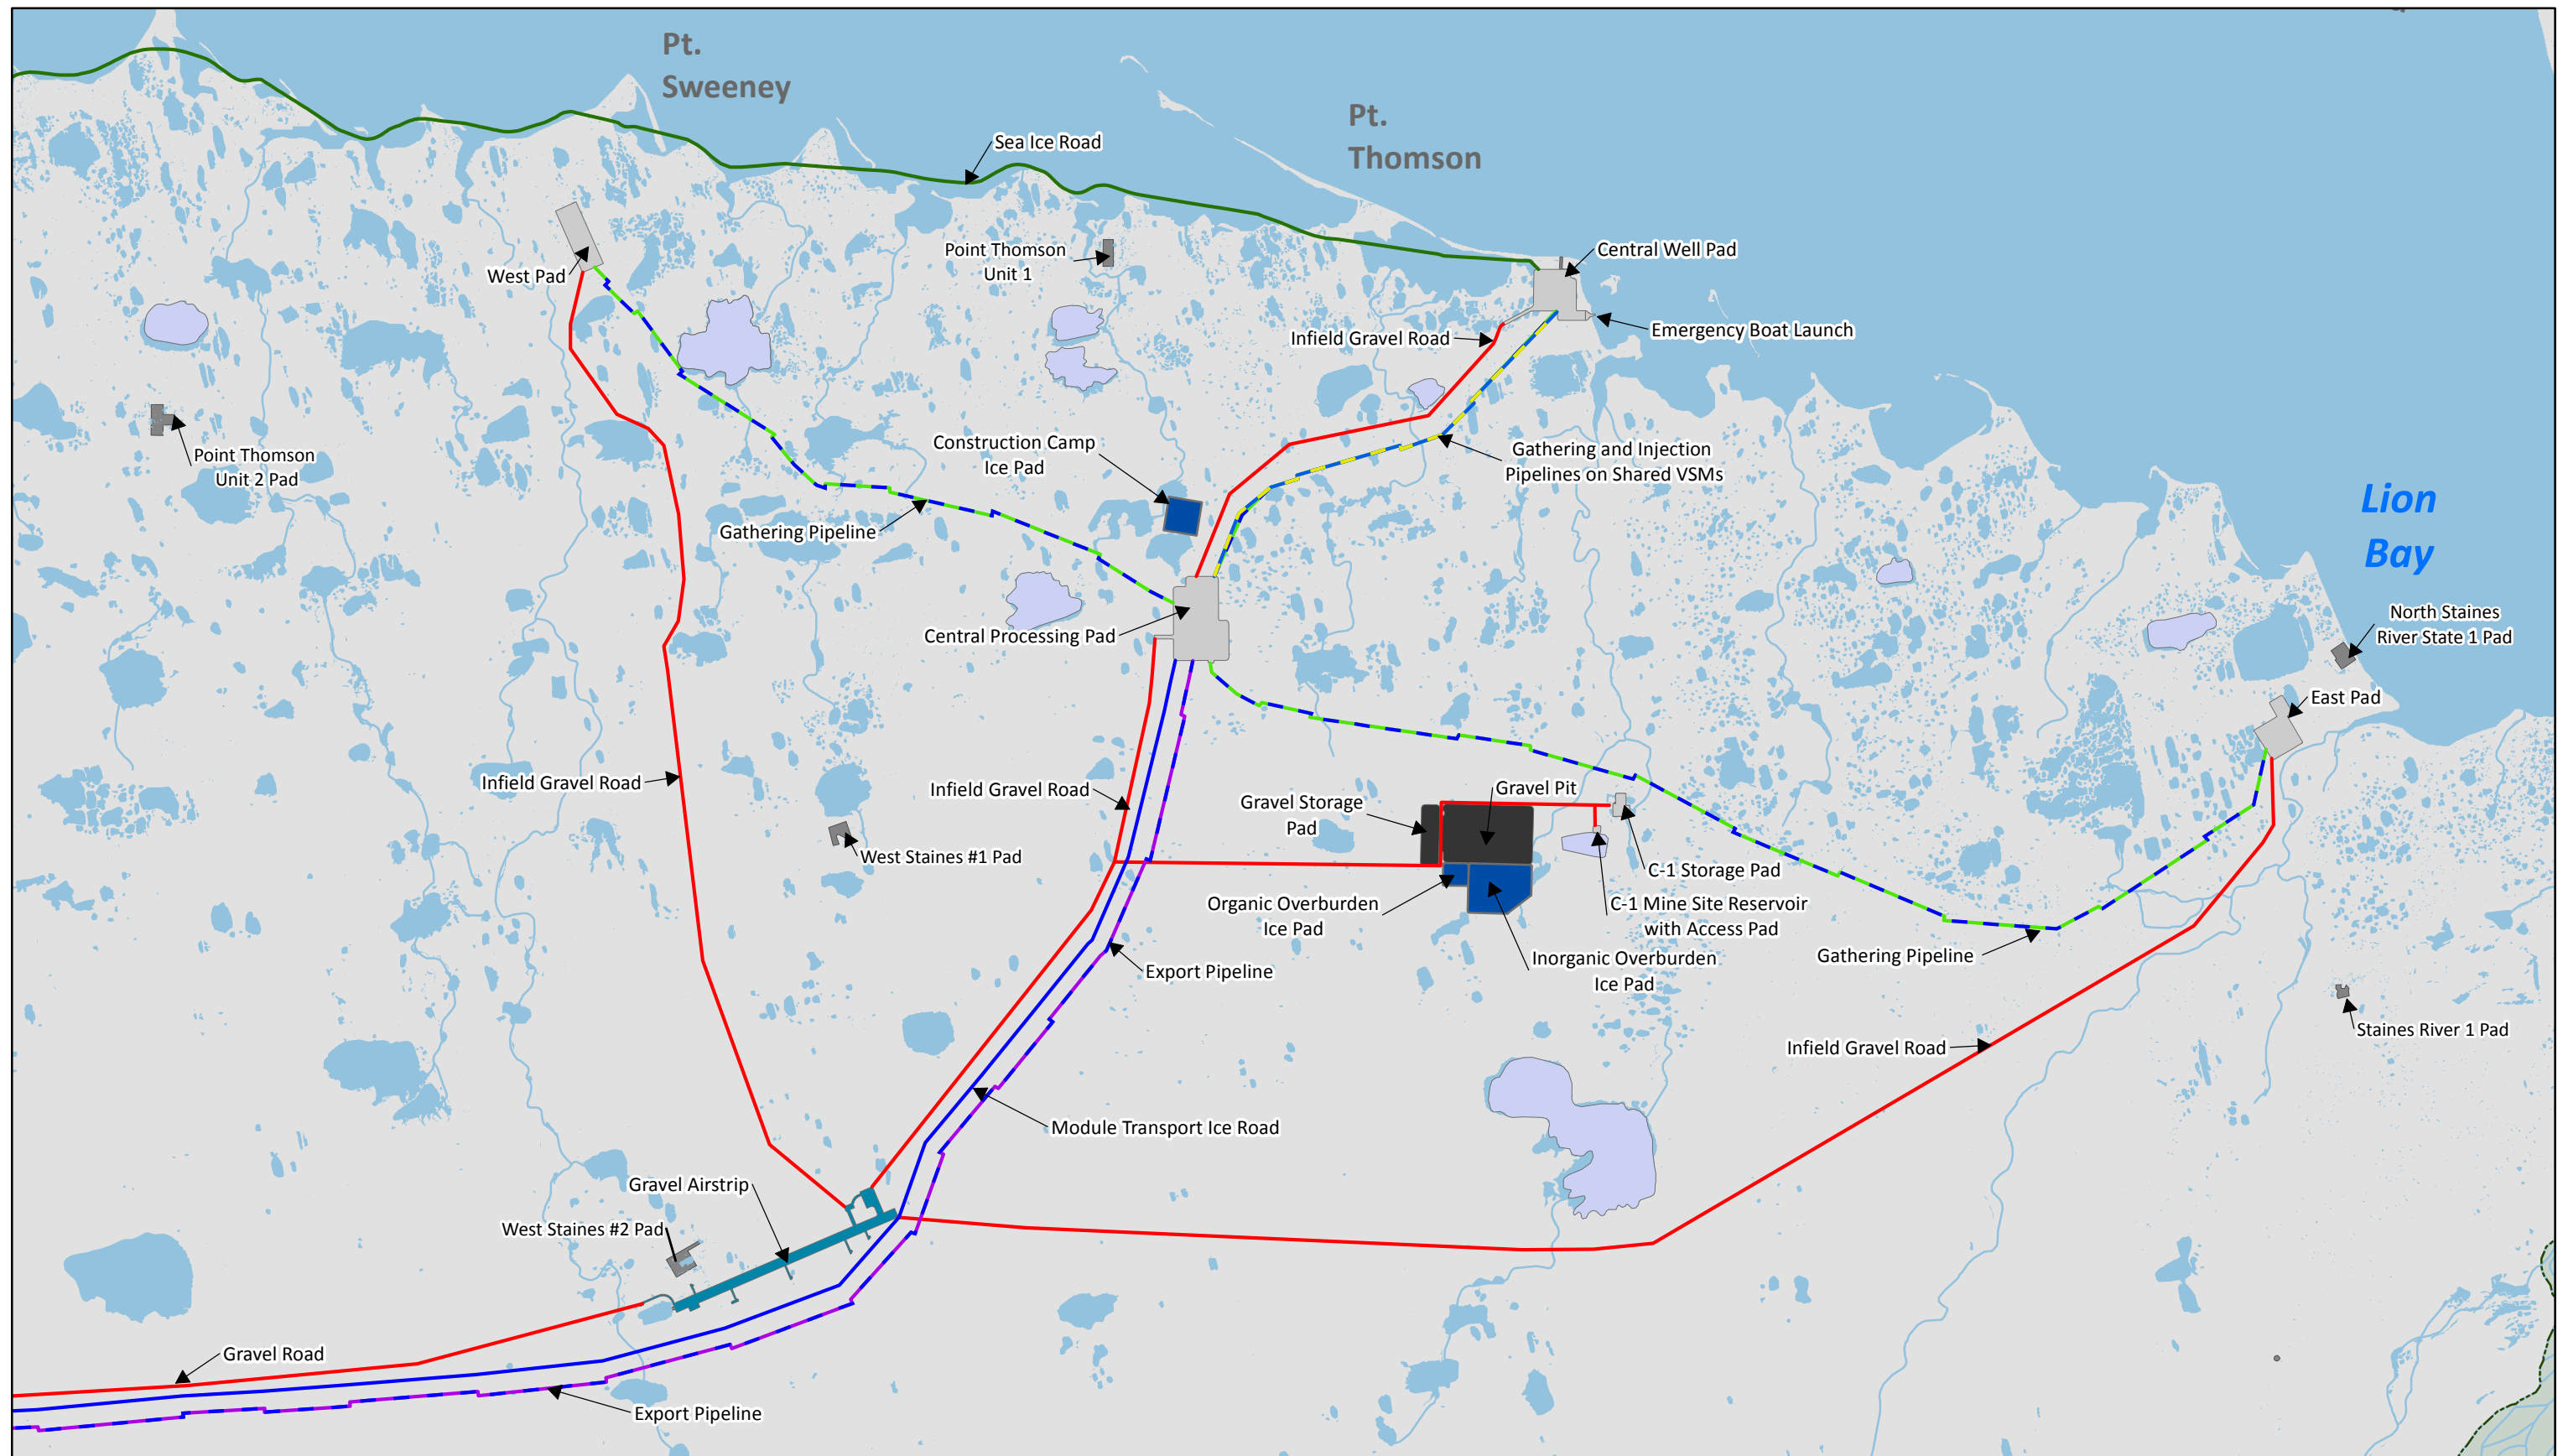 Pt.
Sweeney
Pt.
Thomson
Sea Ice Road
Point Thomson
Unit 1
Central Well Pad
West Pad
Infield Gravel Road
Emergency Boat Launch
Point Thomson
Unit 2 Pad
Construction Camp
Ice Pad
Gathering and Injection
Pipelines on Shared VSMs
Gathering Pipeline
Lion
Bay
Central Processing Pad
North Staines
River State 1 Pad
East Pad
Infield Gravel Road
Infield Gravel Road
Gravel Storage
Pad
Gravel Pit
West Staines #1 Pad
C-1 Storage Pad
Organic Overburden
Ice Pad
C-1 Mine Site Reservoir
with Access Pad
Inorganic Overburden
Ice Pad
Gathering Pipeline
Export Pipeline
Staines River 1 Pad
Infield Gravel Road
Module Transport Ice Road
Gravel Airstrip
West Staines #2 Pad
Gravel Road
Export Pipeline